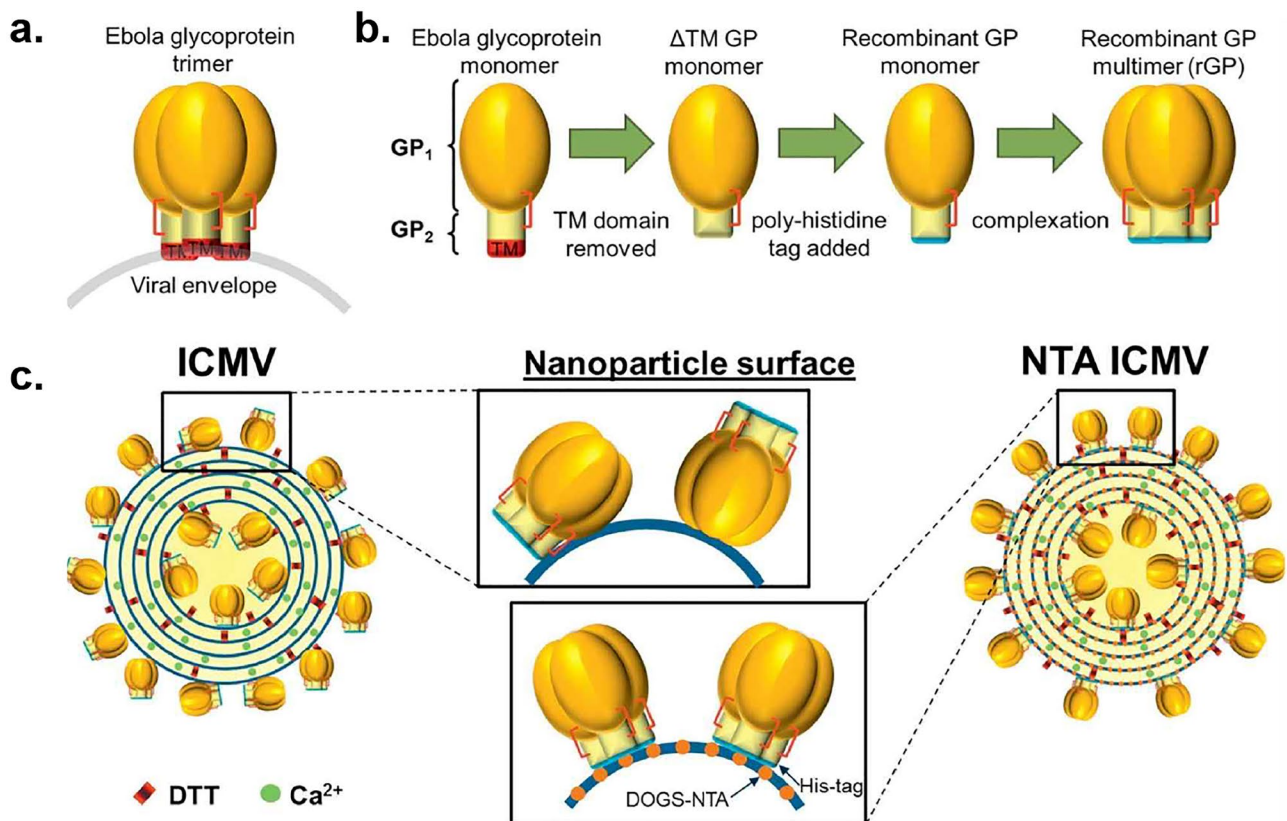 a.
Ebola glycoprotein
trimer
TM
TM
TM
Viral envelope
b.
Ebola glycoprotein
monomer
ΔTM GP
monomer
Recombinant GP
monomer
Recombinant GP
multimer (rGP)
GP₁
GP₂
TM
TM domain
removed
poly-histidine
tag added
complexation
c.
ICMV
Nanoparticle surface
NTA ICMV
DOGS-NTA
His-tag
DTT
Ca²⁺